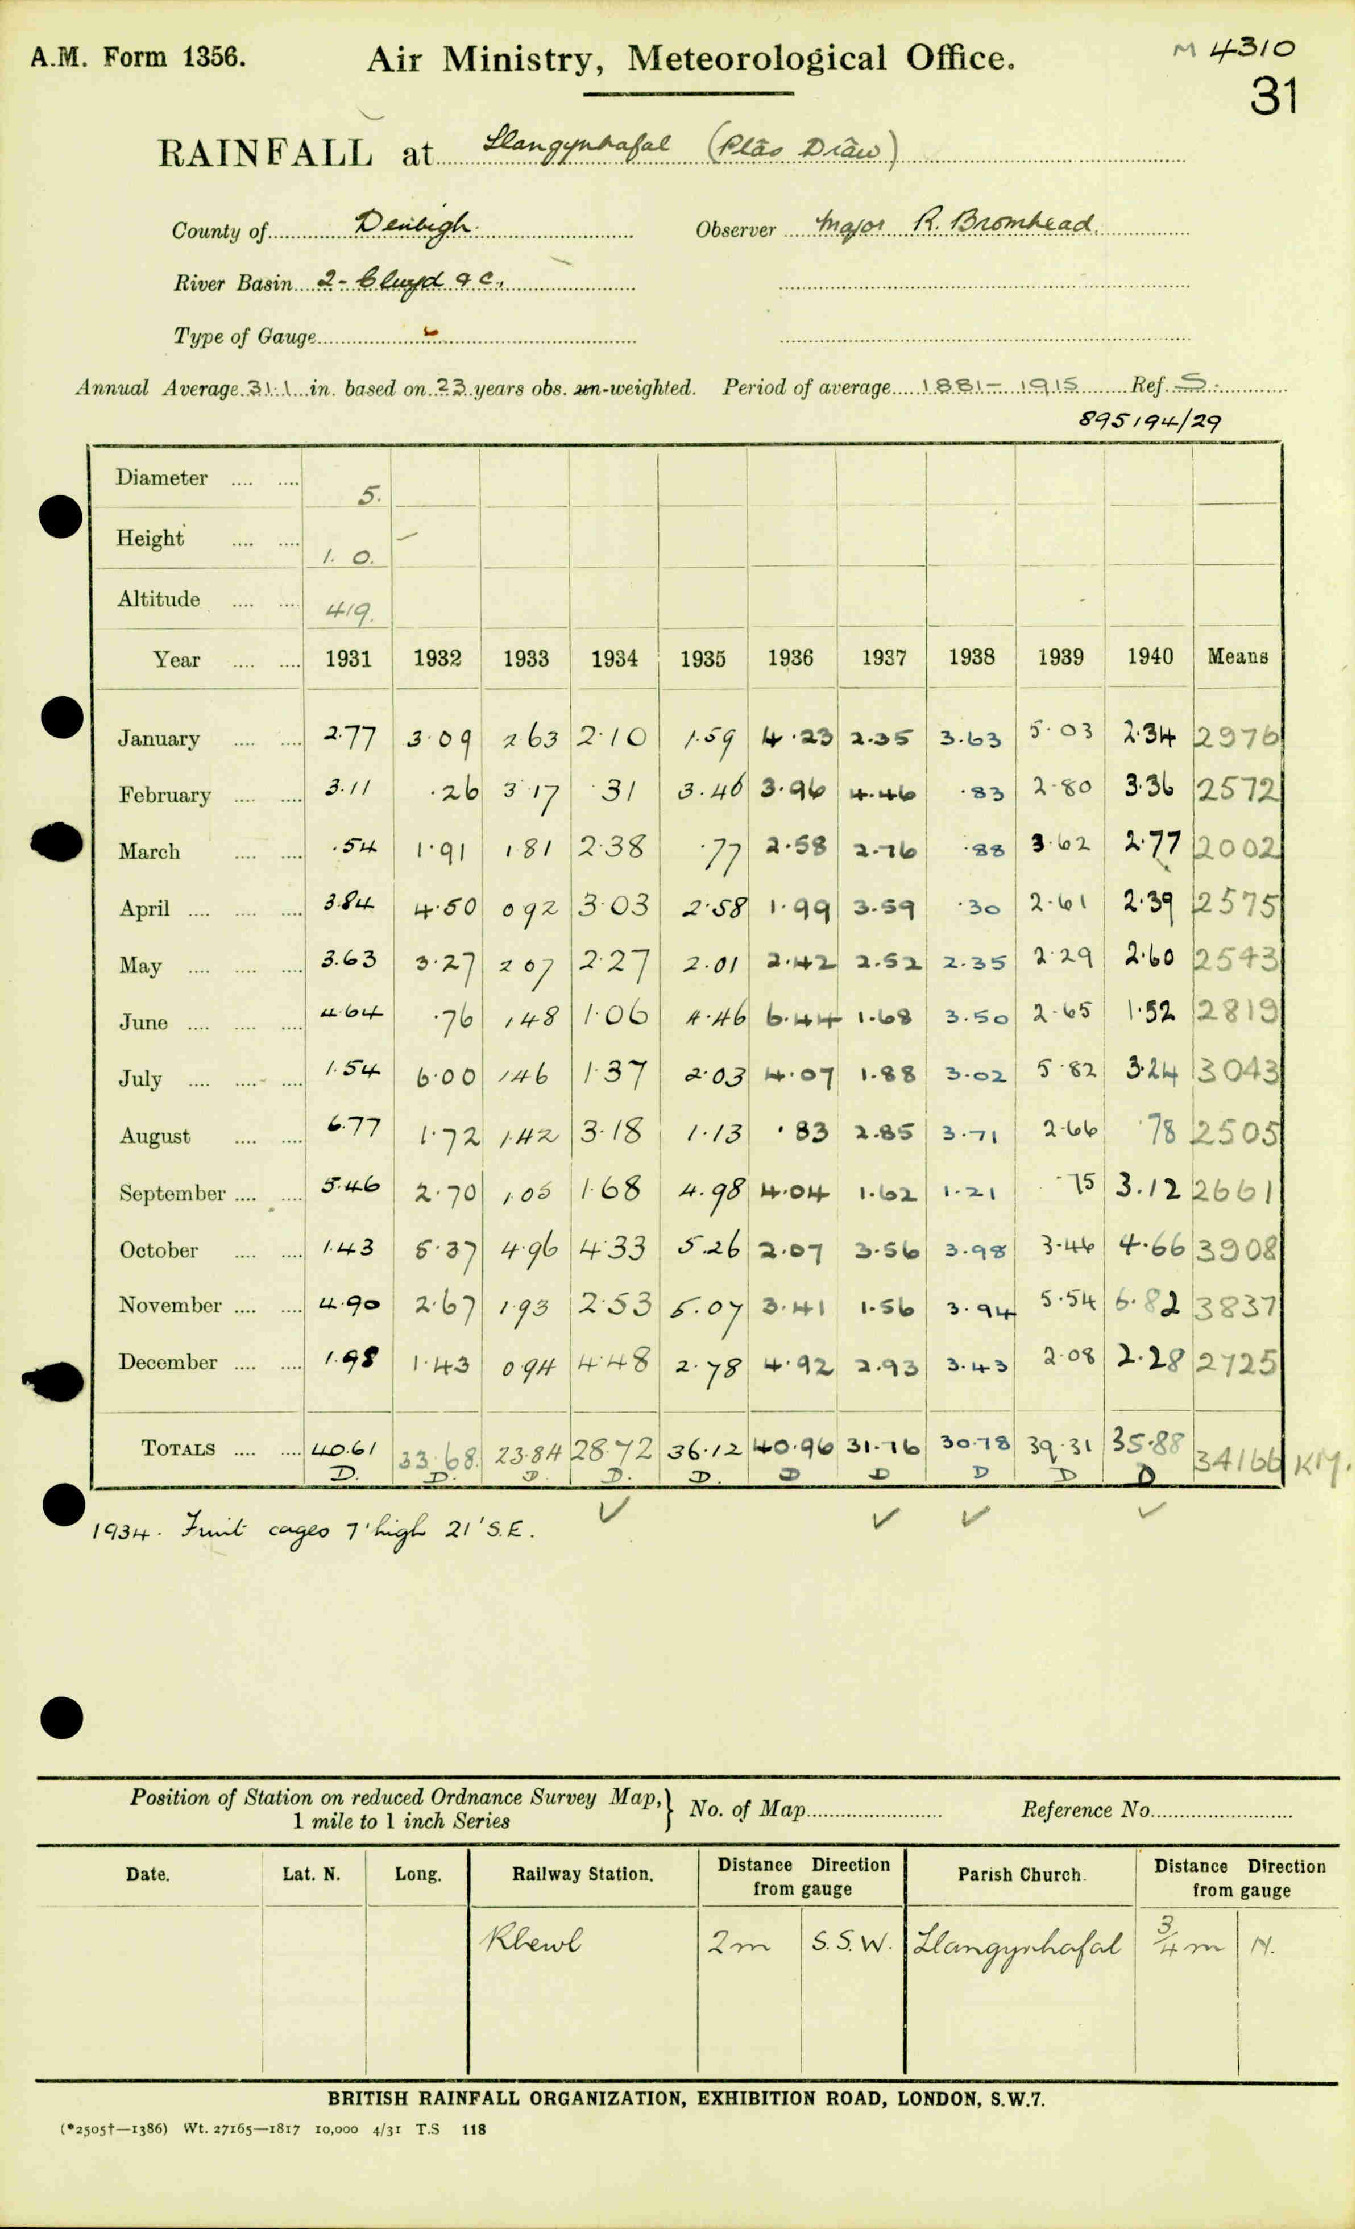 A.M. Form 1356.
Air Ministry, Meteorological Office.
M 4310
31
RAINFALL at Llangynhafal (Plâs Drâw)
County of Denbigh. Observer Major R. Bromhead.
River Basin 2 - Clwyd & c.
Type of Gauge
Annual Average 31.1 in. based on 23 years obs. un-weighted. Period of average 1881 - 1915 Ref. S.
895194/29
Diameter 5.
Height 1. 0.
Altitude 419.
Year 1931 1932 1933 1934 1935 1936 1937 1938 1939 1940 Means
January 2.77 3.09 2 63 2.10 1.59 4.23 2.35 3.63 5.03 2.34 2976
February 3.11 .26 3 17 .31 3.46 3.96 4.46 .83 2.80 3.36 2572
March .54 1.91 1 81 2.38 .77 2.58 2.76 .88 3.62 2.77 2002
April 3.84 4.50 0 92 3.03 2.58 1.99 3.59 .30 2.61 2.39 2575
May 3.63 3.27 2 07 2.27 2.01 2.42 2.52 2.35 2.29 2.60 2543
June 4.64 .76 1 48 1.06 4.46 6.44 1.68 3.50 2.65 1.52 2819
July 1.54 6.00 1 46 1.37 2.03 4.07 1.88 3.02 5.82 3.24 3043
August 6.77 1.72 1.42 3.18 1.13 .83 2.85 3.71 2.66 .78 2505
September 5.46 2.70 1.05 1.68 4.98 4.04 1.62 1.21 .75 3.12 2661
October 1.43 5.37 4.96 4.33 5.26 2.07 3.56 3.98 3.46 4.66 3908
November 4.90 2.67 1.93 2.53 5.07 3.41 1.56 3.94 5.54 6.82 3837
December 1.98 1.43 0.94 4.48 2.78 4.92 2.93 3.43 2.08 2.28 2725
TOTALS 40.61 33.68 23.84 28.72 36.12 40.96 31.76 30.78 39.31 35.88 34166 KM.
D. D. D. D. D. D D D D D
1934. Fruit cages 7' high 21' S.E.
Position of Station on reduced Ordnance Survey Map, 1 mile to 1 inch Series } No. of Map Reference No.
Date. Lat. N. Long. Railway Station. Distance Direction from gauge Parish Church. Distance Direction from gauge
Rhewl 2m S.S.W. Llangynhafal 3/4 m N.
BRITISH RAINFALL ORGANIZATION, EXHIBITION ROAD, LONDON, S.W.7.
(*2505†—1386) Wt. 27165—1817 10,000 4/31 T.S 118